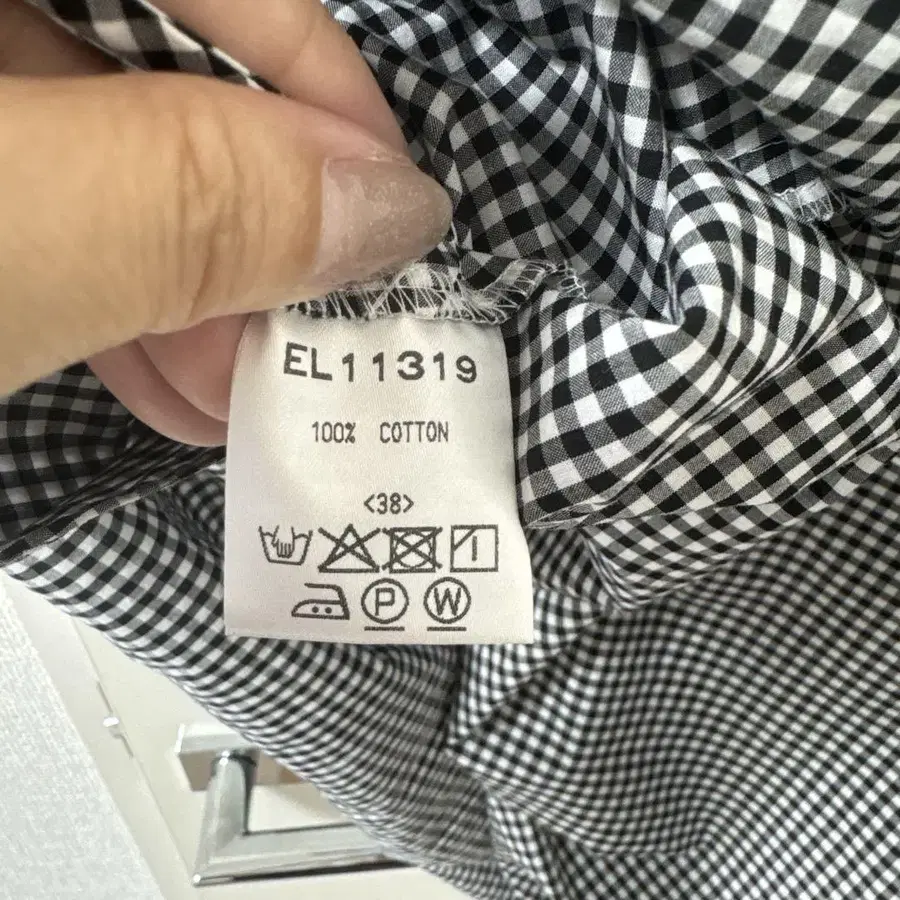 EL11319
100% COTTON
<38>
P W